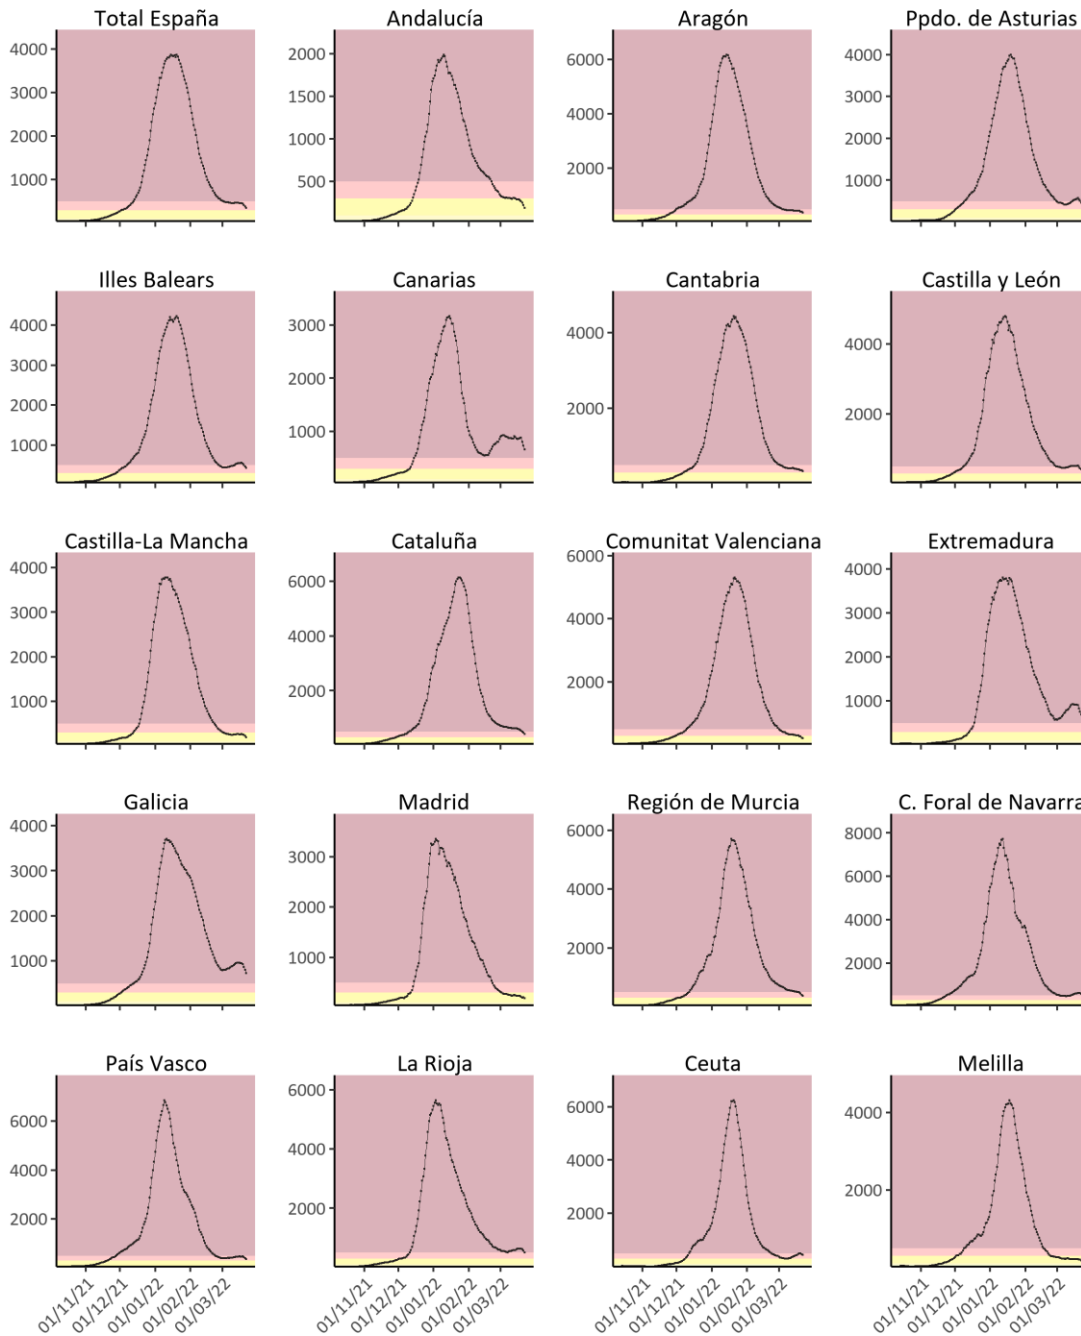 Total España Andalucía Aragón Ppdo. de Asturias
4000 2000 6000 4000
3000 1500 4000 3000
2000 1000 2000 2000
1000 500 1000
Illes Balears Canarias Cantabria Castilla y León
4000 3000 4000 4000
3000 2000 2000 2000
2000 1000
1000
Castilla-La Mancha Cataluña Comunitat Valenciana Extremadura
4000 6000 6000 4000
3000 4000 4000 3000
2000 2000 2000 2000
1000 1000
Galicia Madrid Región de Murcia C. Foral de Navarra
4000 3000 6000 8000
3000 2000 4000 6000
2000 1000 2000 4000
1000 2000
País Vasco La Rioja Ceuta Melilla
6000 6000 6000 4000
4000 4000 4000 2000
2000 2000 2000
01/11/21 01/12/21 01/01/22 01/02/22 01/03/22 01/11/21 01/12/21 01/01/22 01/02/22 01/03/22 01/11/21 01/12/21 01/01/22 01/02/22 01/03/22 01/11/21 01/12/21 01/01/22 01/02/22 01/03/22